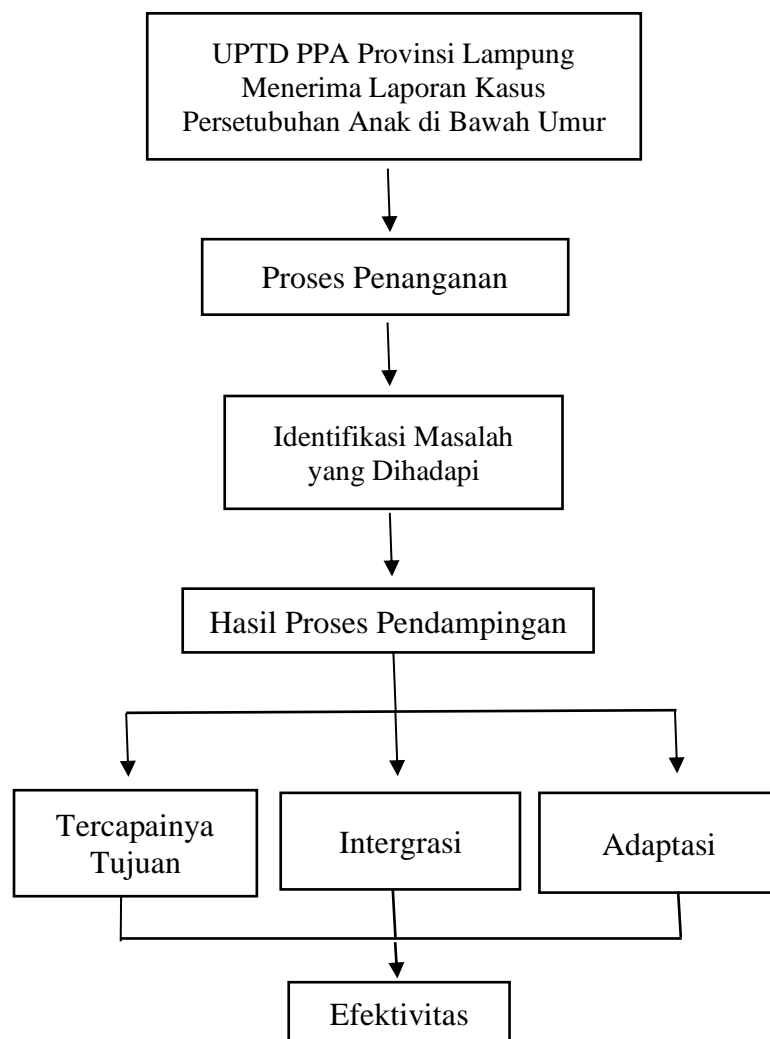 UPTD PPA Provinsi Lampung
Menerima Laporan Kasus
Persetubuhan Anak di Bawah Umur
Proses Penanganan
Identifikasi Masalah
yang Dihadapi
Hasil Proses Pendampingan
Tercapainya
Tujuan
Intergrasi
Adaptasi
Efektivitas